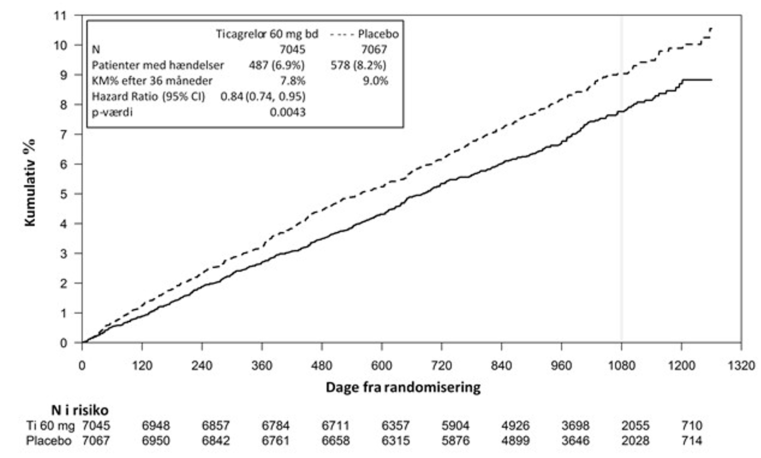 Ticagrelor 60 mg bd ---- Placebo
N 7045 7067
Patienter med hændelser 487 (6.9%) 578 (8.2%)
KM% efter 36 måneder 7.8% 9.0%
Hazard Ratio (95% CI) 0.84 (0.74, 0.95)
p-værdi 0.0043
11
10
9
8
7
6
5
4
3
2
1
0
Kumulativ %
0 120 240 360 480 600 720 840 960 1080 1200 1320
Dage fra randomisering
N i risiko
Ti 60 mg 7045 6948 6857 6784 6711 6357 5904 4926 3698 2055 710
Placebo 7067 6950 6842 6761 6658 6315 5876 4899 3646 2028 714